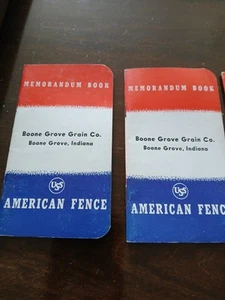 MEMORANDUM BOOK
Boone Grove Grain Co.
Boone Grove, Indiana
USS
AMERICAN FENCE
MEMORANDUM BOOK
Boone Grove Grain Co.
Boone Grove, Indiana
USS
AMERICAN FENC